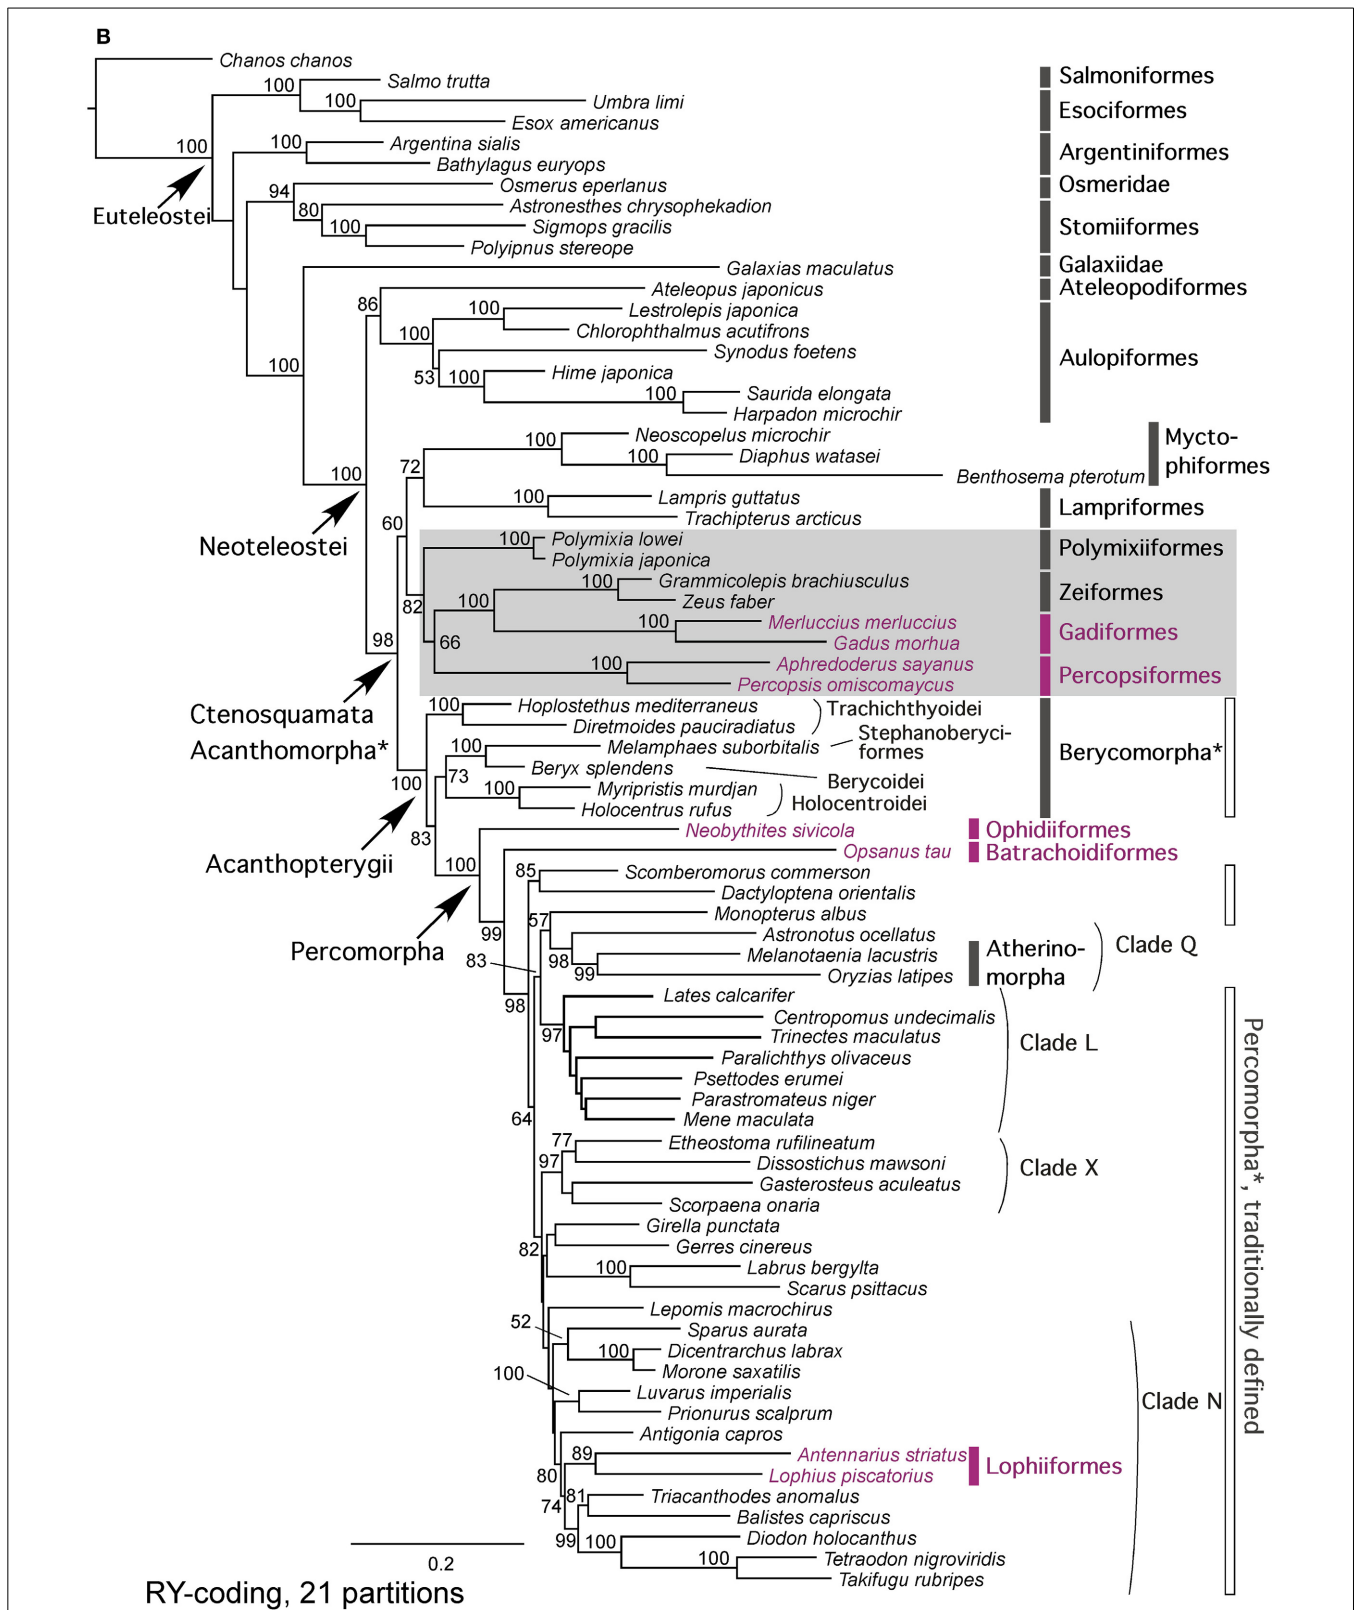 B
Chanos chanos
100
Salmo trutta
Salmoniformes
100
Umbra limi
Esociformes
Esox americanus
100
Euteleostei
100
Argentina sialis
Argentiniformes
Bathylagus euryops
94
Osmerus eperlanus
Osmeridae
80
Astronesthes chrysophekadion
100
Sigmops gracilis
Stomiiformes
Polyipnus stereope
Galaxias maculatus
Galaxiidae
86
Ateleopus japonicus
Ateleopodiformes
100
Lestrolepis japonica
100
Chlorophthalmus acutifrons
100
Synodus foetens
Aulopiformes
53
100
Hime japonica
100
Saurida elongata
Harpadon microchir
100
Neoscopelus microchir
Mycto-
phiformes
100
Diaphus watasei
72
Benthosema pterotum
100
Neoteleostei
100
Lampris guttatus
Lampriformes
Trachipterus arcticus
60
100
Polymixia lowei
Polymixiiformes
Polymixia japonica
82
100
Grammicolepis brachiusculus
Zeiformes
100
Zeus faber
100
Merluccius merluccius
Gadiformes
66
Gadus morhua
98
100
Aphredoderus sayanus
Percopsiformes
Percopsis omiscomaycus
Ctenosquamata
Acanthomorpha*
100
Hoplostethus mediterraneus
Trachichthyoidei
Diretmoides pauciradiatus
100
Melamphaes suborbitalis
Stephanoberyci-
formes
Berycomorpha*
100
73
Beryx splendens
Berycoidei
100
Myripristis murdjan
Holocentroidei
Holocentrus rufus
83
Acanthopterygii
100
Neobythites sivicola
Ophidiiformes
Opsanus tau
Batrachoidiformes
85
Scomberomorus commerson
Dactyloptena orientalis
Percomorpha
99
57
Monopterus albus
83
98
Astronotus ocellatus
Clade Q
99
Melanotaenia lacustris
Atherino-
morpha
Oryzias latipes
98
97
Lates calcarifer
Centropomus undecimalis
Trinectes maculatus
Clade L
Paralichthys olivaceus
Psettodes erumei
Parastromateus niger
Mene maculata
64
77
Etheostoma rufilineatum
97
Dissostichus mawsoni
Clade X
Gasterosteus aculeatus
Scorpaena onaria
Girella punctata
82
Gerres cinereus
100
Labrus bergylta
Scarus psittacus
Lepomis macrochirus
52
Sparus aurata
100
Dicentrarchus labrax
Morone saxatilis
100
Luvarus imperialis
Clade N
Prionurus scalprum
Antigonia capros
89
Antennarius striatus
Lophiiformes
80
Lophius piscatorius
74
81
Triacanthodes anomalus
Balistes capriscus
99
100
Diodon holocanthus
100
Tetraodon nigroviridis
Takifugu rubripes
Percomorpha*, traditionally defined
0.2
RY-coding, 21 partitions